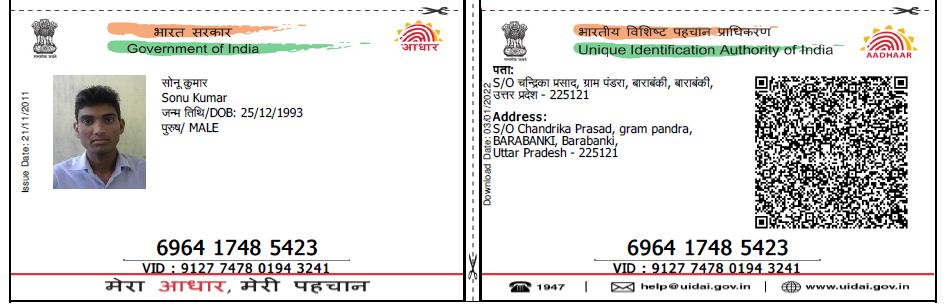 भारत सरकार
Government of India
आधार
Issue Date: 21/11/2011
सोनू कुमार
Sonu Kumar
जन्म तिथि/DOB: 25/12/1993
पुरुष/ MALE
6964 1748 5423
VID : 9127 7478 0194 3241
मेरा आधार, मेरी पहचान
भारतीय विशिष्ट पहचान प्राधिकरण
Unique Identification Authority of India
AADHAAR
Download Date: 03/01/2022
पता:
S/O चन्द्रिका प्रसाद, ग्राम पंडरा, बाराबंकी, बाराबंकी,
उत्तर प्रदेश - 225121
Address:
S/O Chandrika Prasad, gram pandra,
BARABANKI, Barabanki,
Uttar Pradesh - 225121
6964 1748 5423
VID : 9127 7478 0194 3241
1947 | help@uidai.gov.in | www.uidai.gov.in